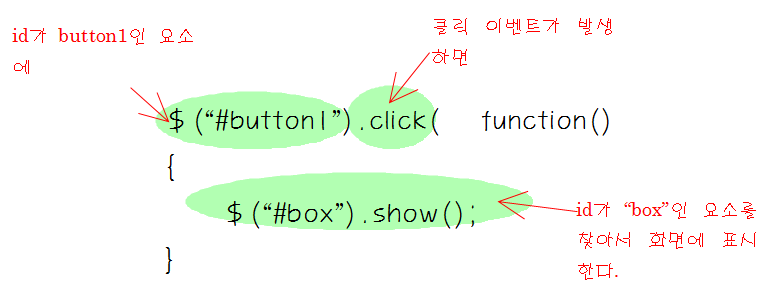 id가 button1인 요소
에
클릭 이벤트가 발생
하면
$(“#button1”).click( function()
{
$(“#box”).show();
id가 “box”인 요소를
찾아서 화면에 표시
한다.
}